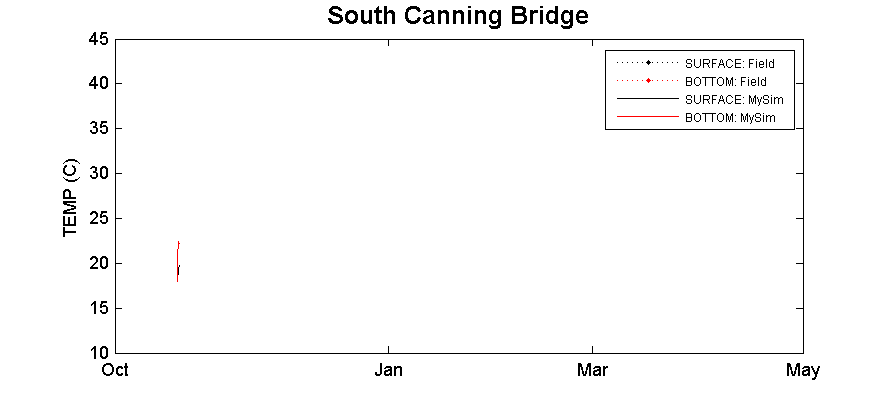 South Canning Bridge
45
40
35
30
25
20
15
10
TEMP (C)
SURFACE: Field
BOTTOM: Field
SURFACE: MySim
BOTTOM: MySim
Oct Jan Mar May